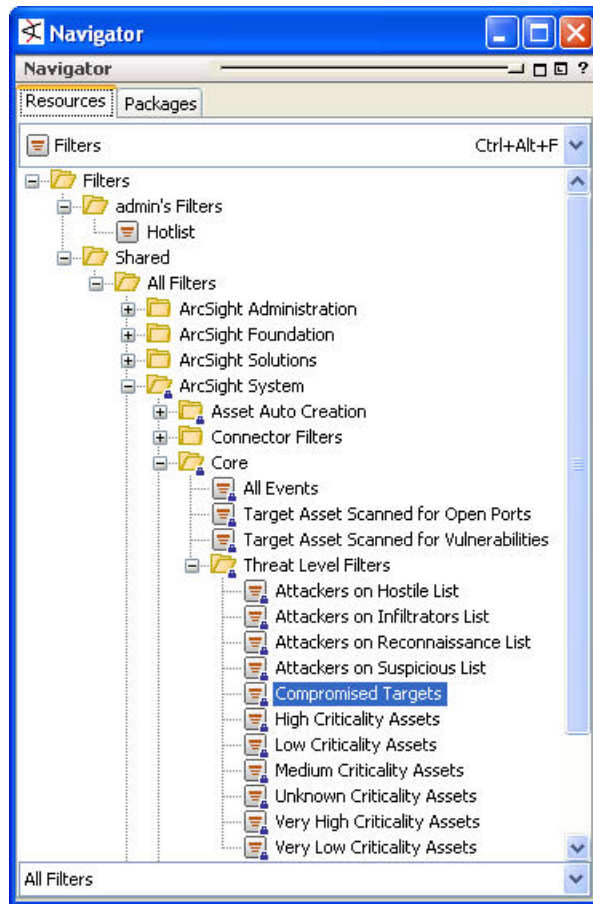 Navigator
Navigator
?
Resources Packages
Filters Ctrl+Alt+F
Filters
admin's Filters
Hotlist
Shared
All Filters
ArcSight Administration
ArcSight Foundation
ArcSight Solutions
ArcSight System
Asset Auto Creation
Connector Filters
Core
All Events
Target Asset Scanned for Open Ports
Target Asset Scanned for Vulnerabilities
Threat Level Filters
Attackers on Hostile List
Attackers on Infiltrators List
Attackers on Reconnaissance List
Attackers on Suspicious List
Compromised Targets
High Criticality Assets
Low Criticality Assets
Medium Criticality Assets
Unknown Criticality Assets
Very High Criticality Assets
Very Low Criticality Assets
All Filters